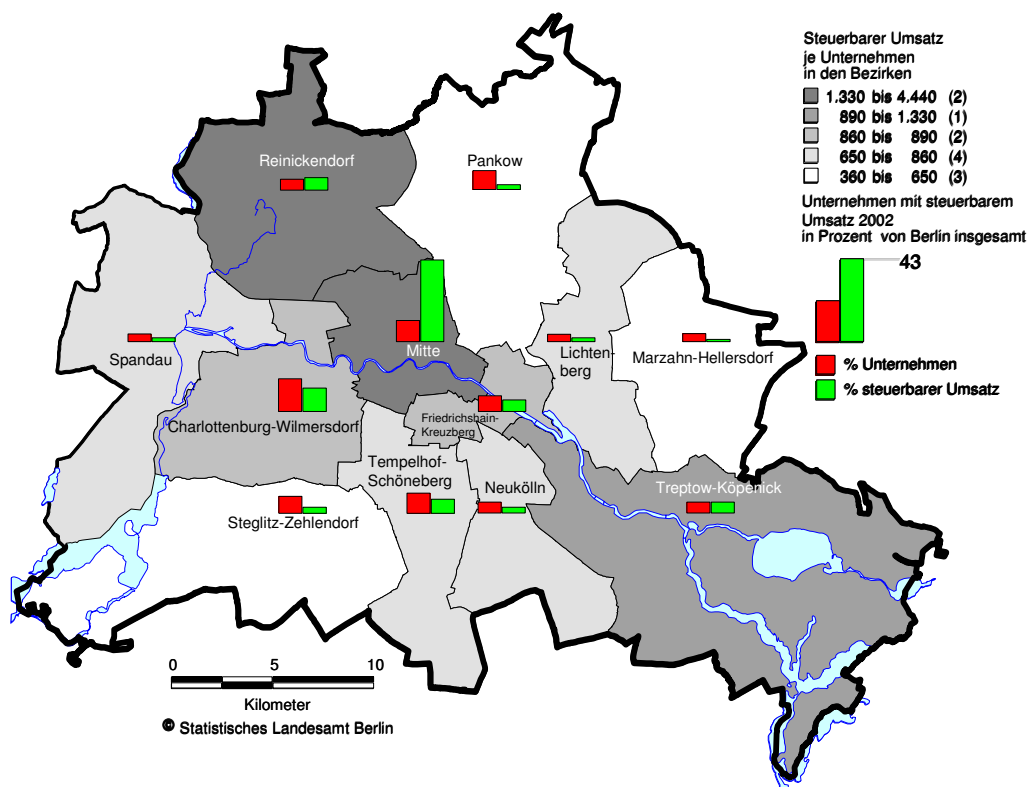 Steuerbarer Umsatz
je Unternehmen
in den Bezirken
1.330 bis 4.440 (2)
890 bis 1.330 (1)
860 bis 890 (2)
650 bis 860 (4)
360 bis 650 (3)
Unternehmen mit steuerbarem
Umsatz 2002
in Prozent von Berlin insgesamt
43
% Unternehmen
% steuerbarer Umsatz
Reinickendorf
Pankow
Spandau
Mitte
Lichten-
berg
Marzahn-Hellersdorf
Charlottenburg-Wilmersdorf
Friedrichshain-
Kreuzberg
Tempelhof-
Schöneberg
Neukölln
Treptow-Köpenick
Steglitz-Zehlendorf
0 5 10
Kilometer
© Statistisches Landesamt Berlin